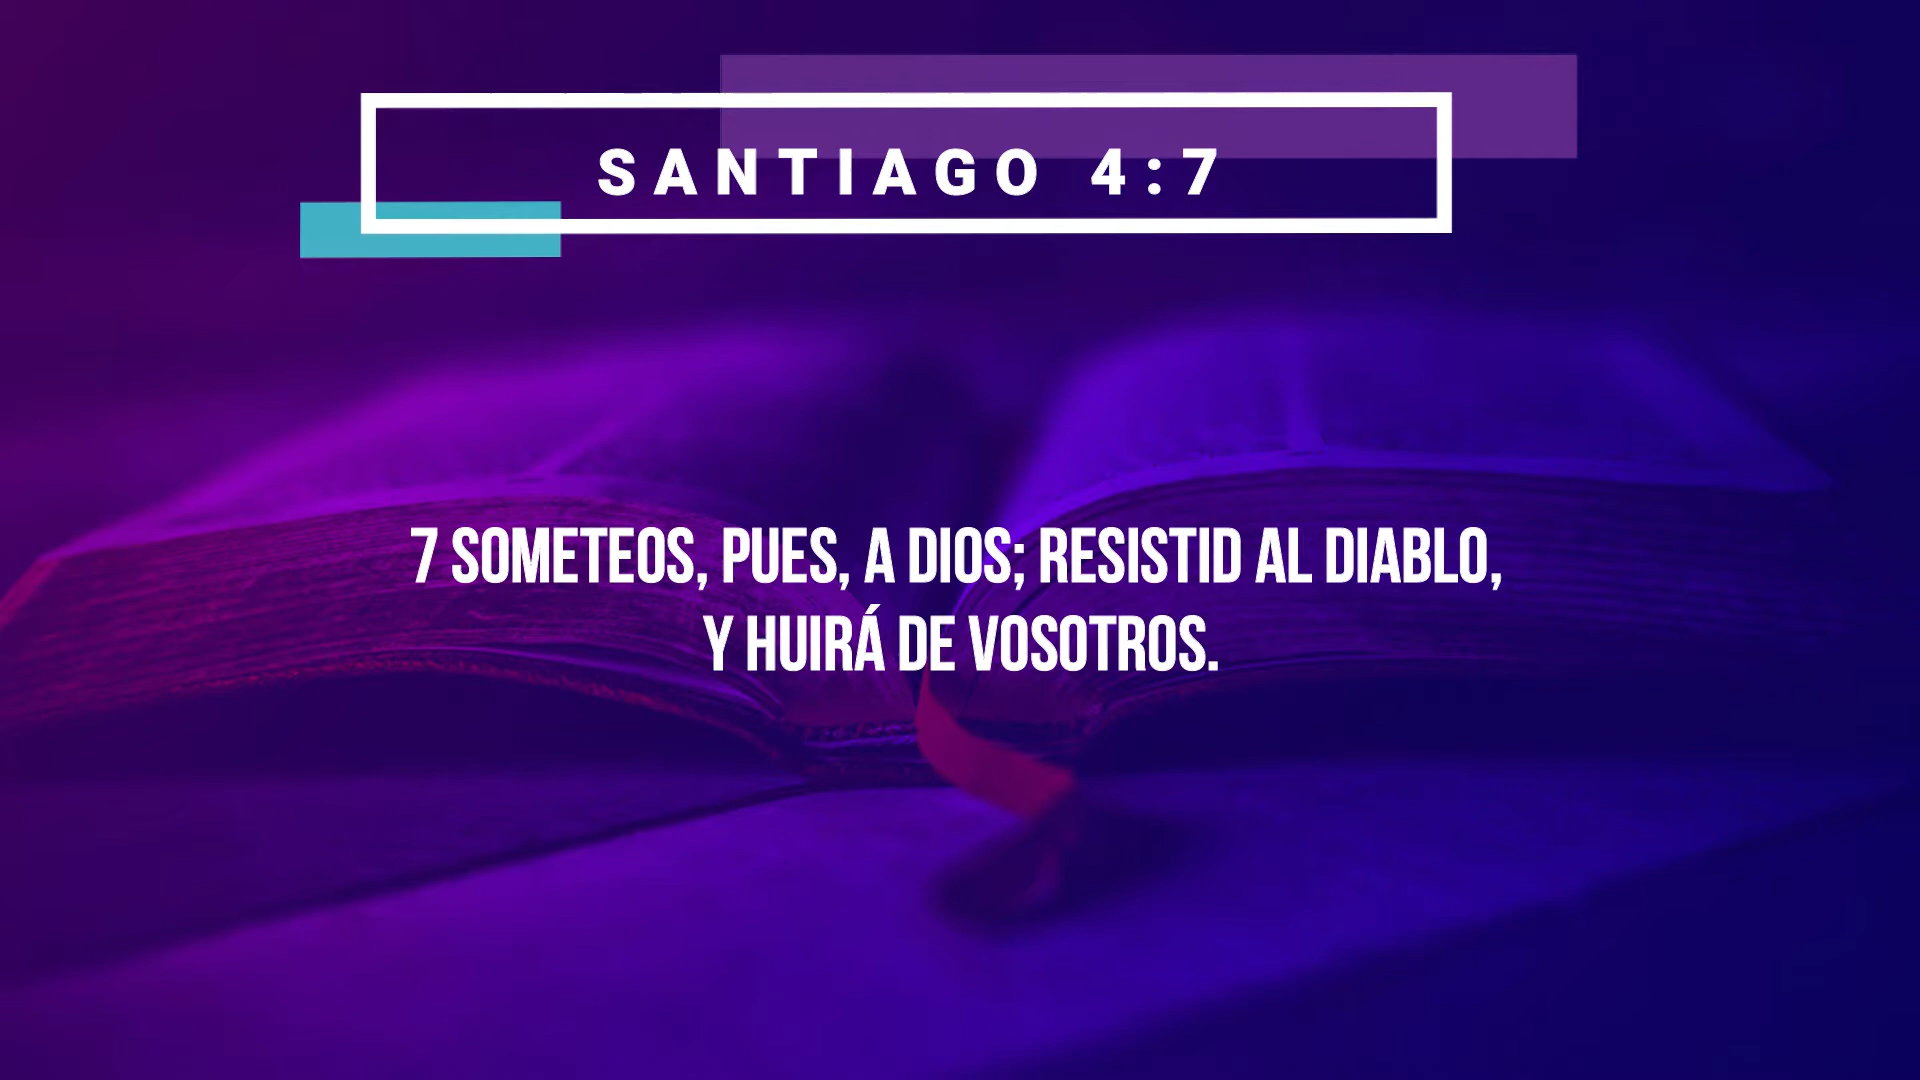 SANTIAGO 4:7
7 SOMETEOS, PUES, A DIOS; RESISTID AL DIABLO,
Y HUIRÁ DE VOSOTROS.